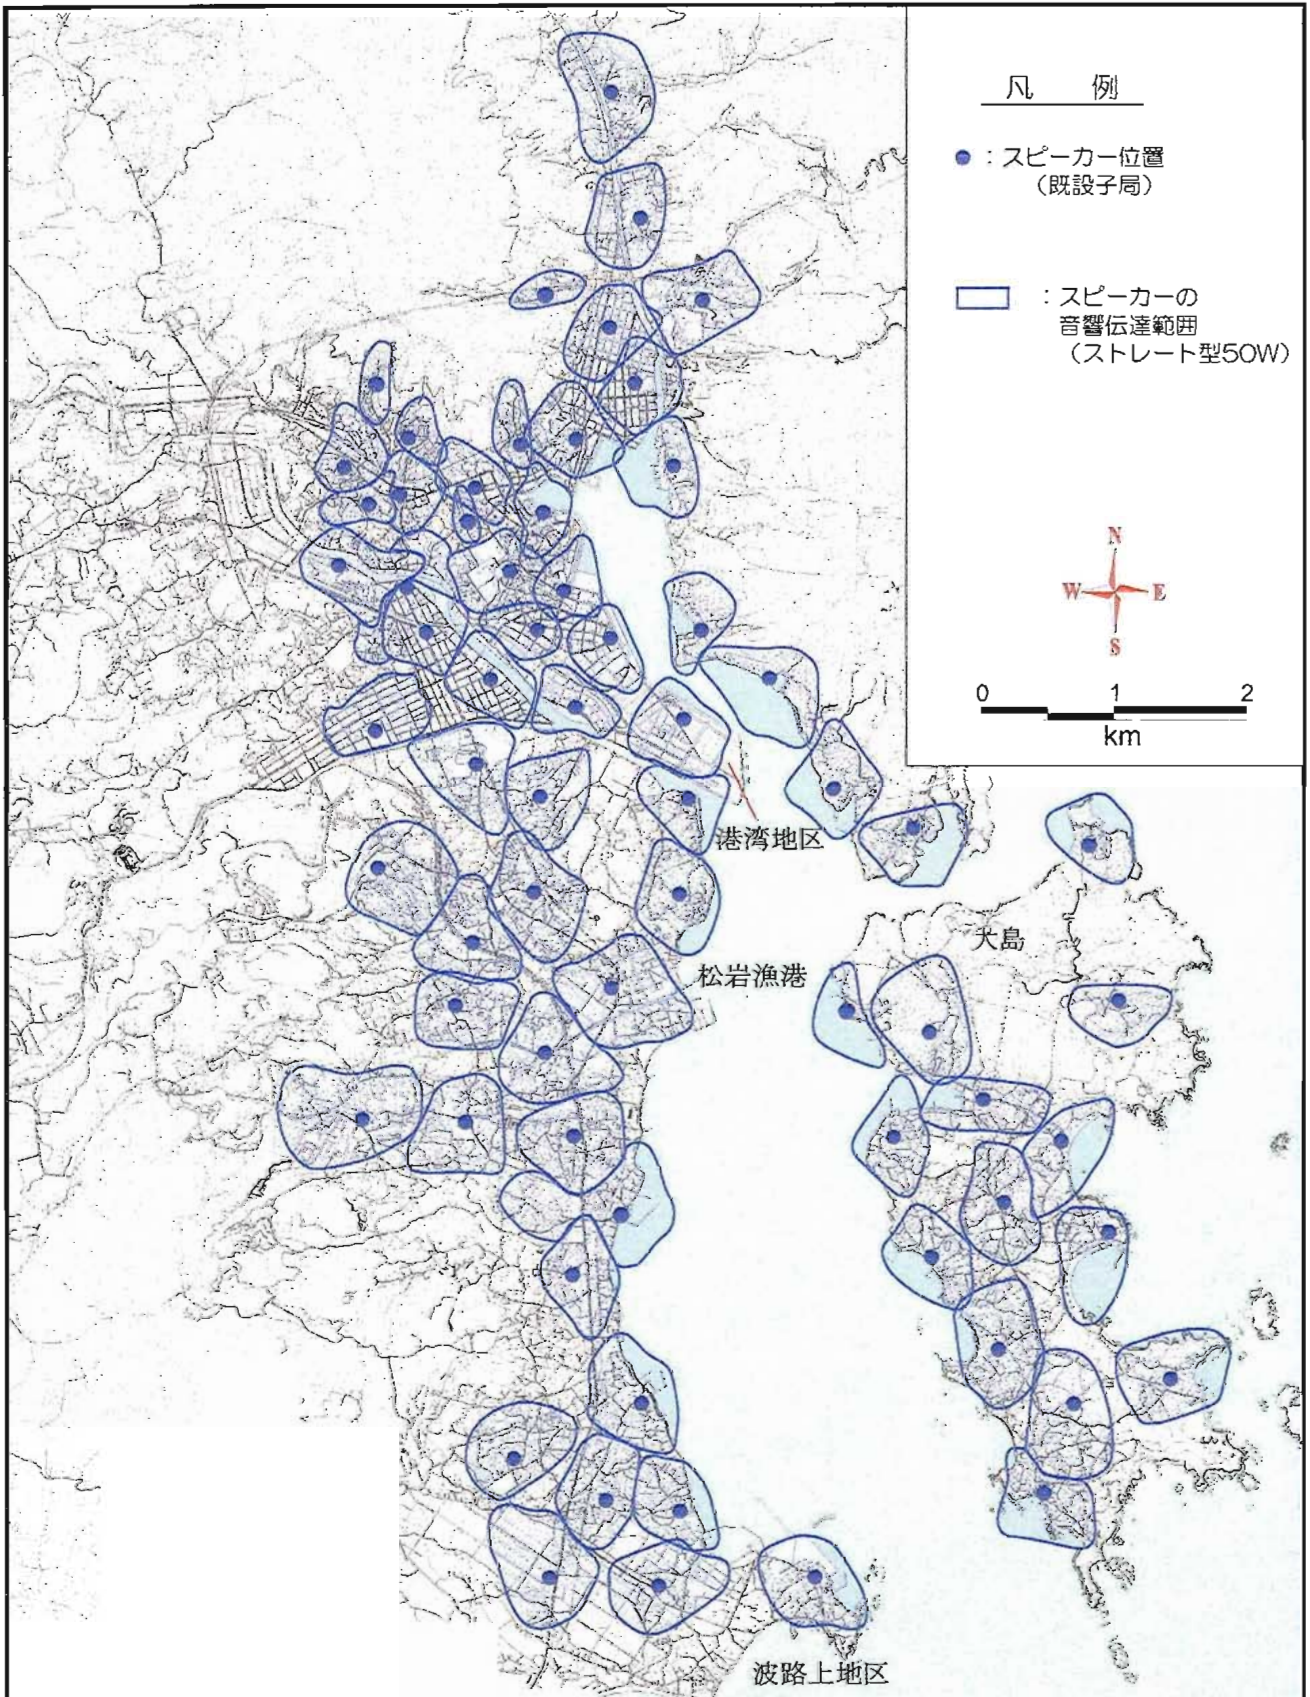 凡 例
：スピーカー位置
（既設子局）
：スピーカーの
音響伝達範囲
（ストレート型50W）
N
W E
S
0 1 2
km
港湾地区
大島
松岩漁港
波路上地区